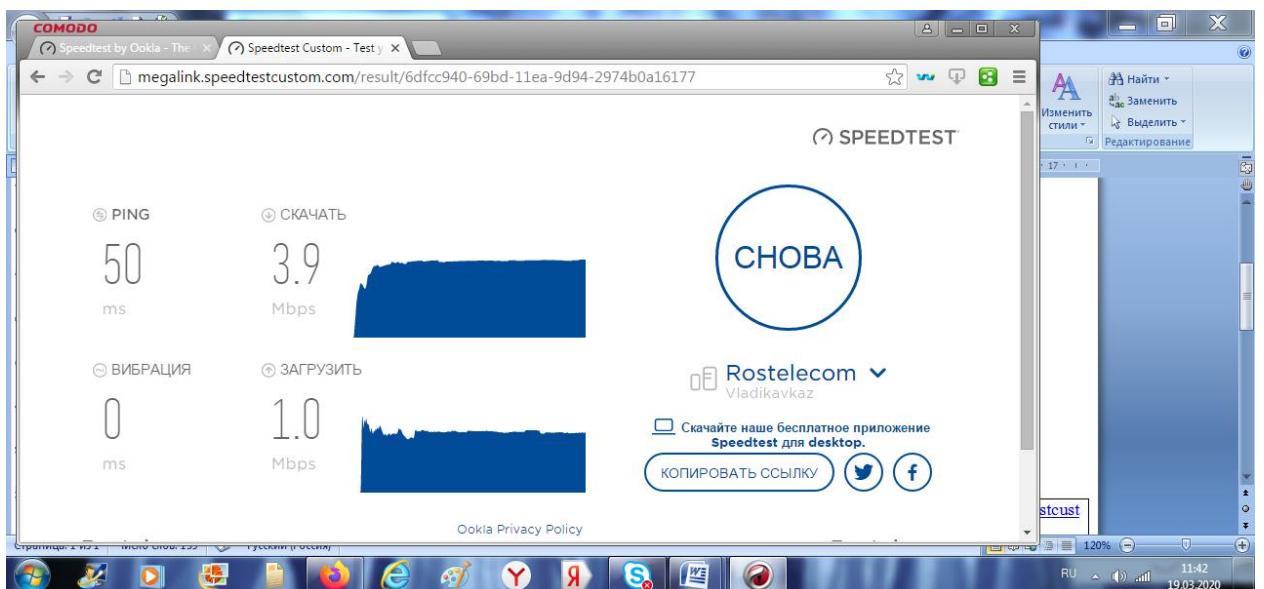 COMODO
Speedtest by Ookla - The
Speedtest Custom - Test y
megalink.speedtestcustom.com/result/6dfcc940-69bd-11ea-9d94-2974b0a16177
SPEEDTEST
PING
50
ms
СКАЧАТЬ
3.9
Mbps
СНОВА
ВИБРАЦИЯ
0
ms
ЗАГРУЗИТЬ
1.0
Mbps
Rostelecom
Vladikavkaz
Скачайте наше бесплатное приложение
Speedtest для desktop.
КОПИРОВАТЬ ССЫЛКУ
Ookla Privacy Policy
Изменить
стили
Найти
Заменить
Выделить
Редактирование
17
stcust
120%
RU
11:42
19.03.2020